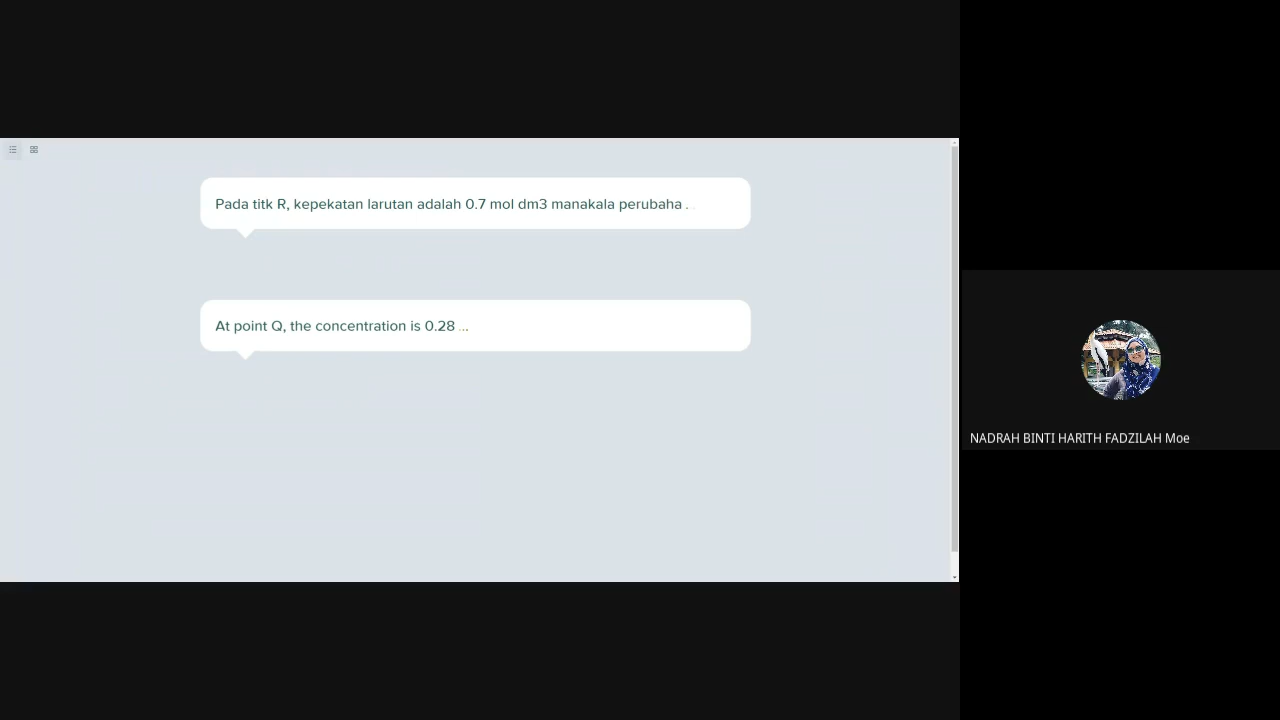 Pada titk R, kepekatan larutan adalah 0.7 mol dm3 manakala perubaha .
At point Q, the concentration is 0.28 ...
NADRAH BINTI HARITH FADZILAH Moe